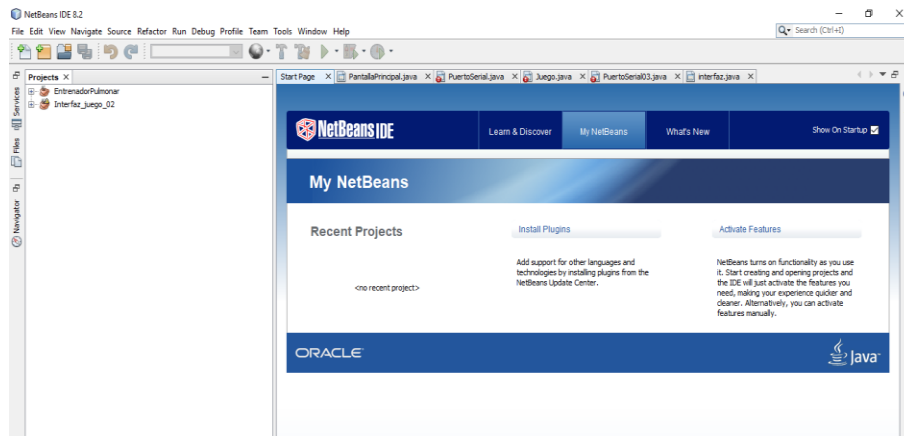 NetBeans IDE 8.2
File Edit View Navigate Source Refactor Run Debug Profile Team Tools Window Help
Search (Ctrl+I)
Projects
Start Page
PantallaPrincipal.java
PuertoSerial.java
Juego.java
PuertoSerial03.java
interfaz.java
Services
Files
Navigator
EntrenadorPulmonar
Interfaz_juego_02
NetBeans IDE
Learn & Discover
My NetBeans
What's New
Show On Startup
My NetBeans
Recent Projects
<no recent project>
Install Plugins
Add support for other languages and
technologies by installing plugins from the
NetBeans Update Center.
Activate Features
NetBeans turns on functionality as you use
it. Start creating and opening projects and
the IDE will just activate the features you
need, making your experience quicker and
cleaner. Alternatively, you can activate
features manually.
ORACLE
Java